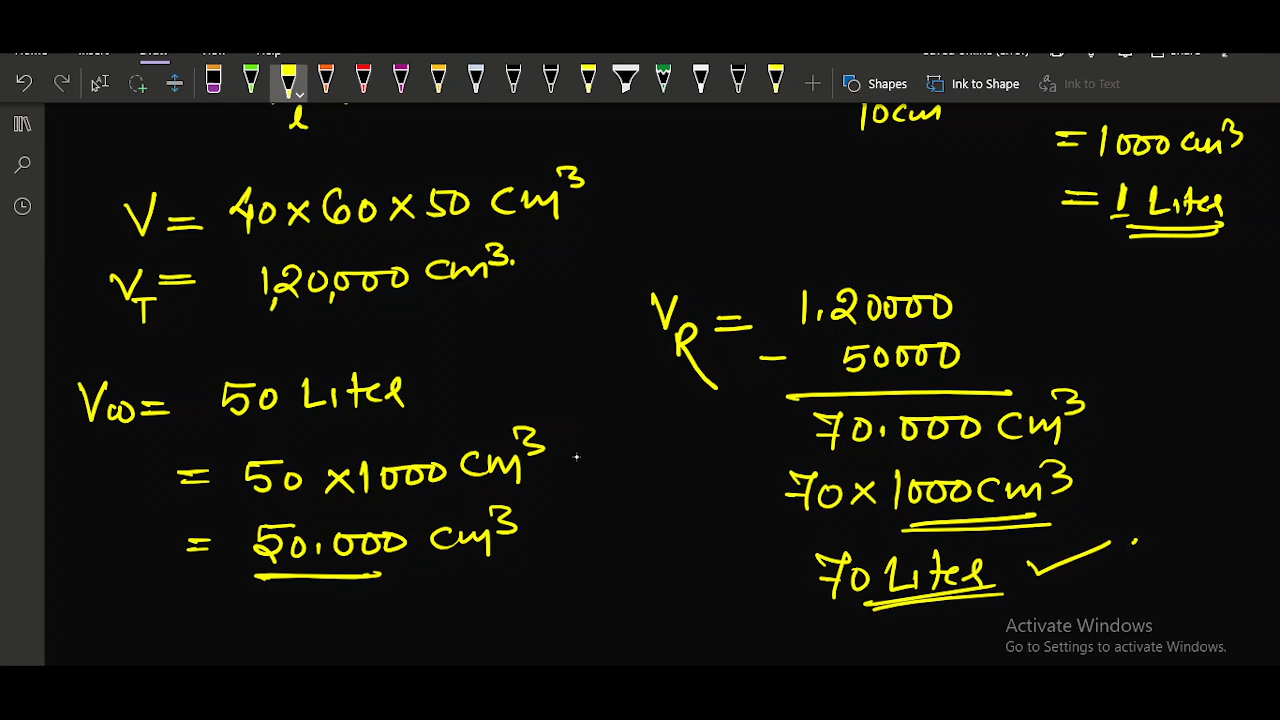 Shapes
Ink to Shape
Ink to Text
l
10cm
= 1000 cm³
= 1 Liter
V = 40 × 60 × 50 cm³
V_T = 1,20,000 cm³.
V_R = 1.20000
- 50000
70.000 cm³
70 × 1000 cm³
70 Liter ✓
V_w = 50 Liter
= 50 × 1000 cm³
= 50.000 cm³
Activate Windows
Go to Settings to activate Windows.